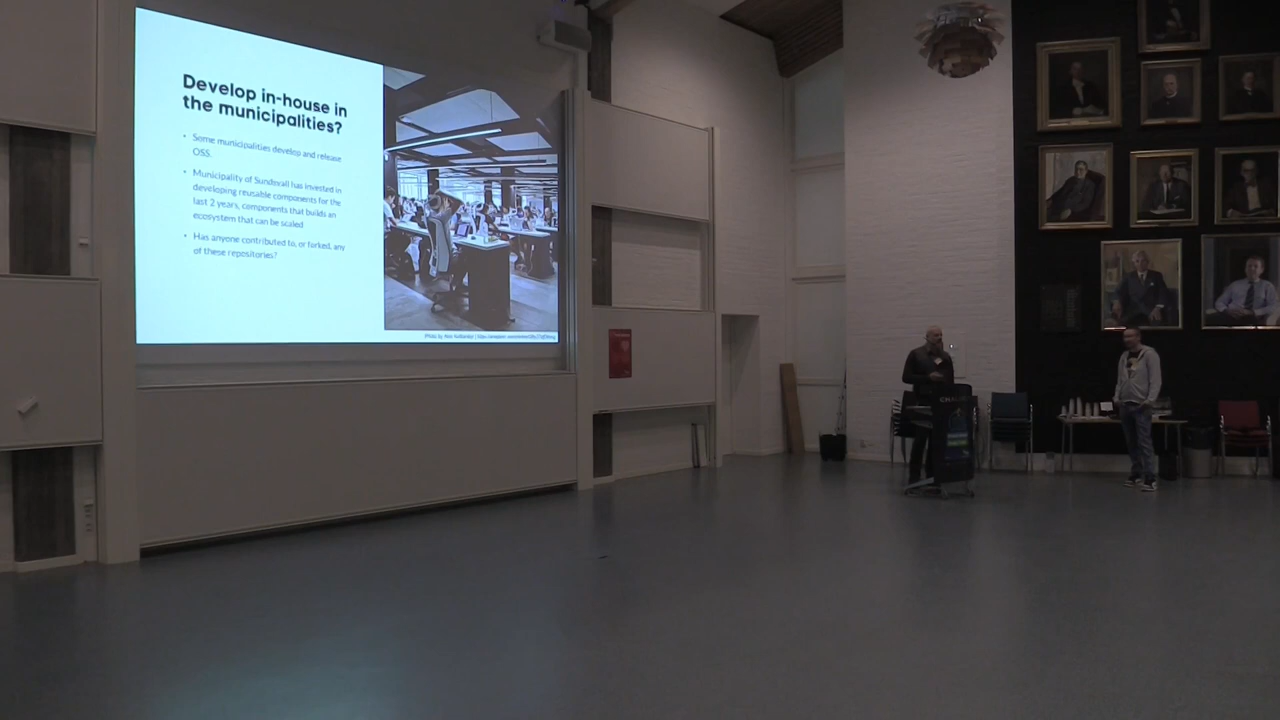 Develop in-house in
the municipalities?
• Some municipalities develop and release
OSS.
• Municipality of Sundsvall has invested in
developing reusable components for the
last 2 years, components that builds an
ecosystem that can be scaled
• Has anyone contributed to, or forked, any
of these repositories?
Photo by